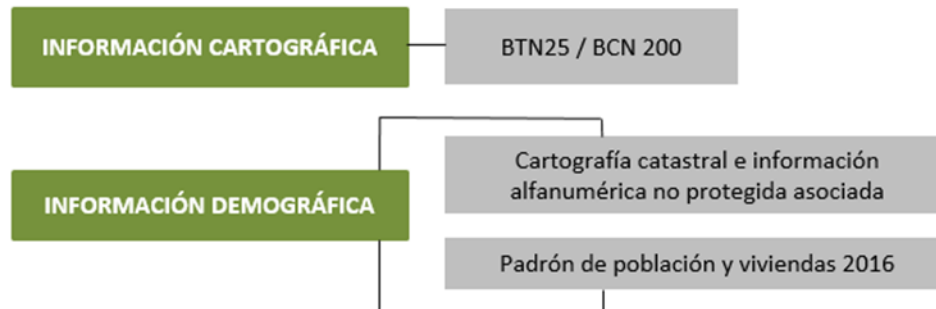 INFORMACIÓN CARTOGRÁFICA
BTN25 / BCN 200
Cartografía catastral e información
alfanumérica no protegida asociada
INFORMACIÓN DEMOGRÁFICA
Padrón de población y viviendas 2016